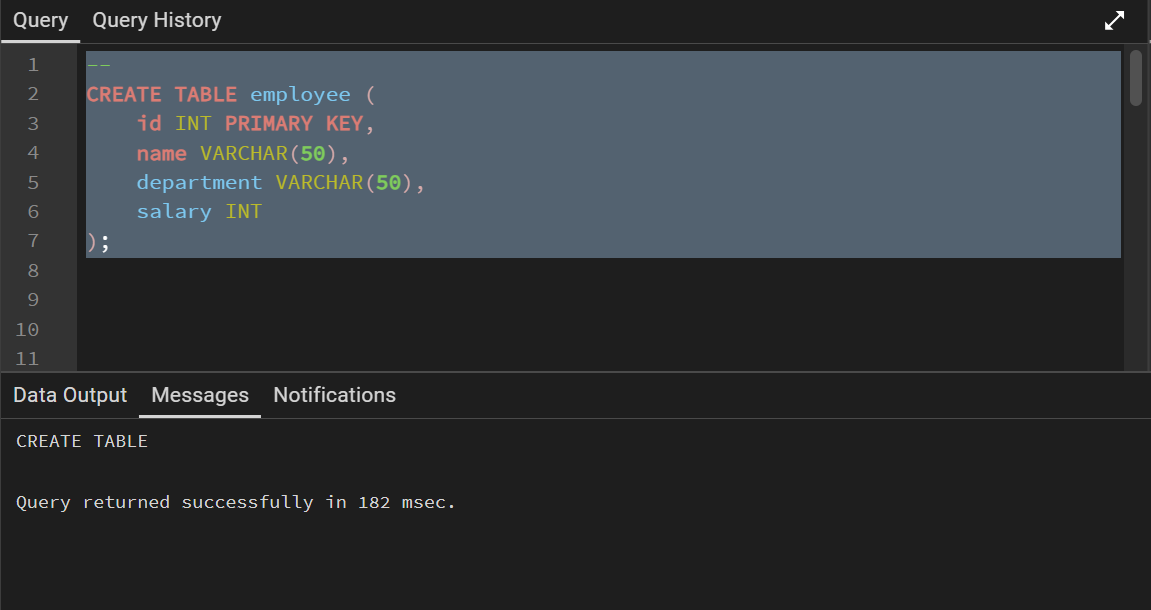 Query Query History
1 --
2 CREATE TABLE employee (
3     id INT PRIMARY KEY,
4     name VARCHAR(50),
5     department VARCHAR(50),
6     salary INT
7 );
8
9
10
11
Data Output Messages Notifications
CREATE TABLE
Query returned successfully in 182 msec.